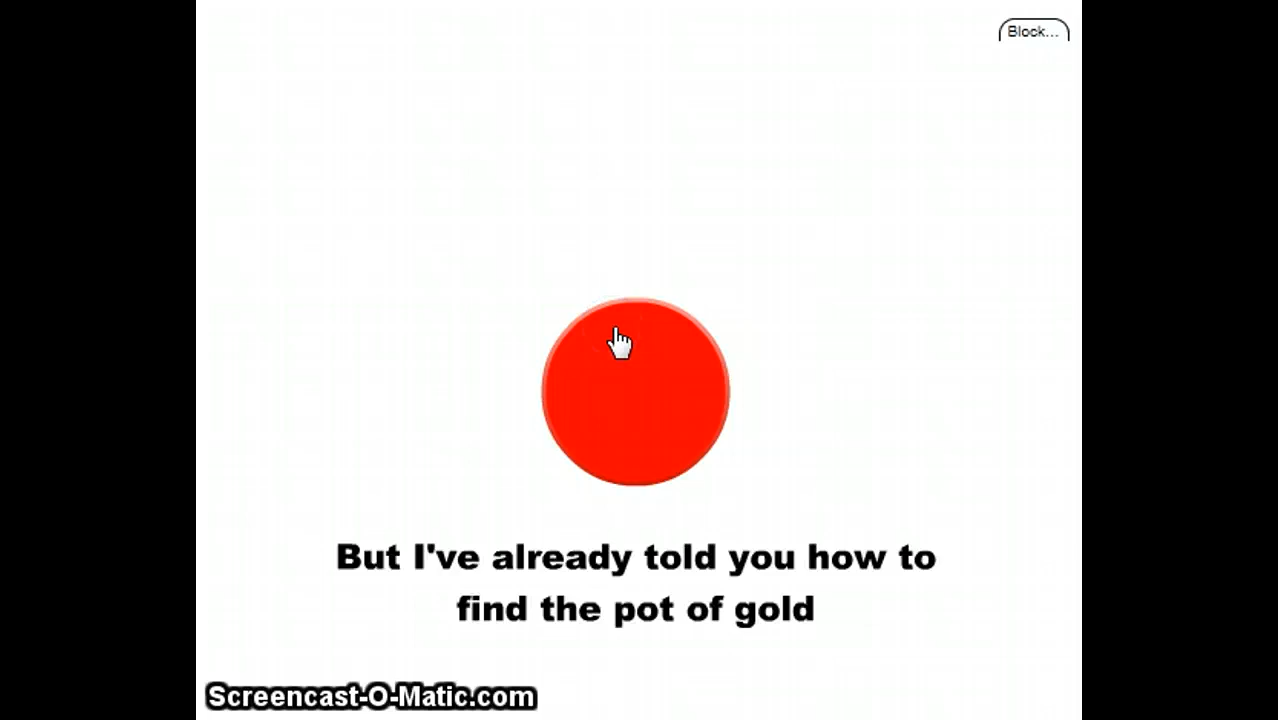 Block...
But I've already told you how to
find the pot of gold
Screencast-O-Matic.com